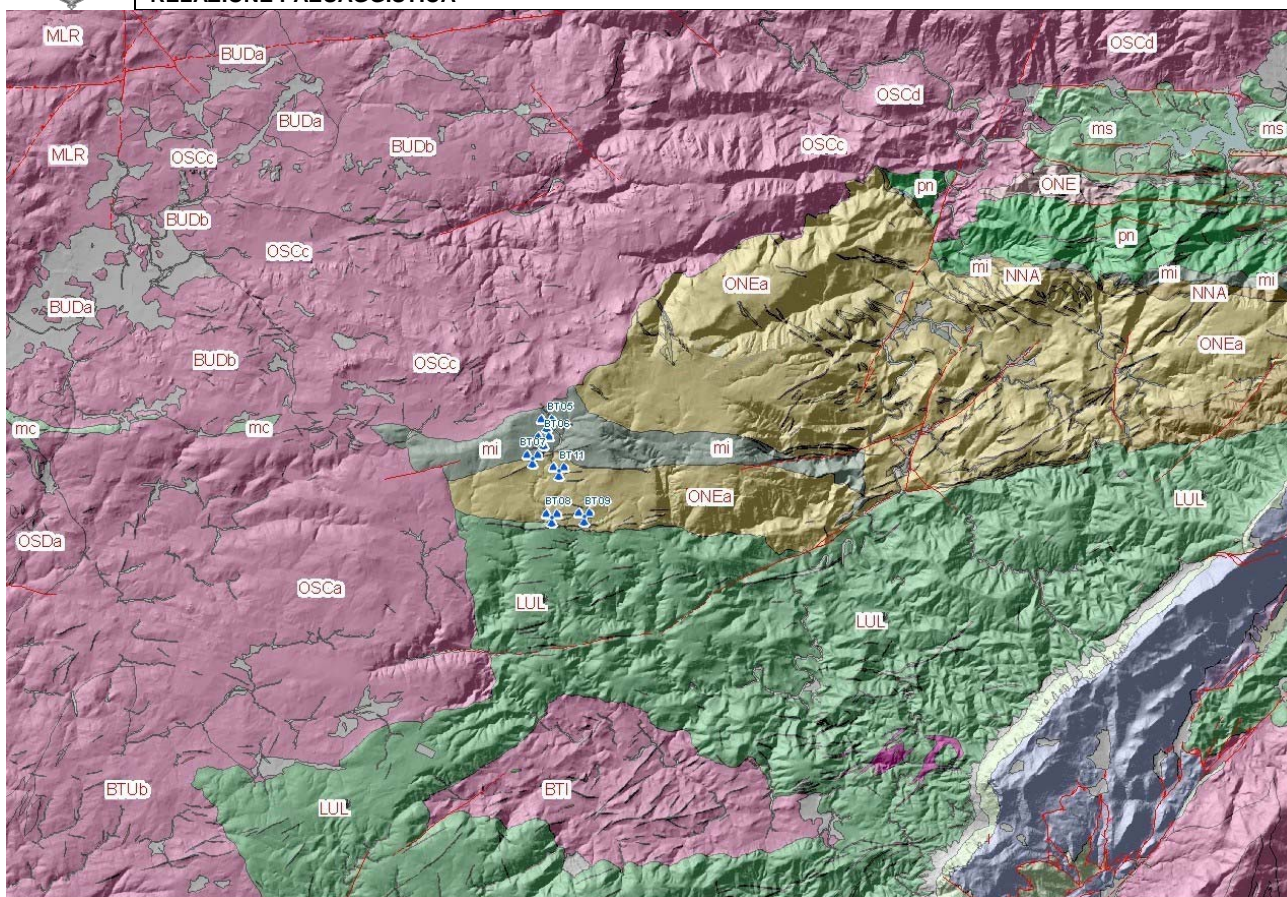 RELAZIONE PAESAGGISTICA
MLR
BUDa
OSCd
OSCd
BUDa
BUDb
ms
ms
MLR
OSCc
OSCc
ONE
pn
BUDb
pn
OSCc
mi
NNA
mi
mi
ONEa
NNA
BUDa
ONEa
BUDb
OSCc
BT05
mc
mc
BT06
mi
mi
BT07
BT11
ONEa
LUL
BT08
BT09
OSDa
OSCa
LUL
LUL
BTUb
LUL
BTI